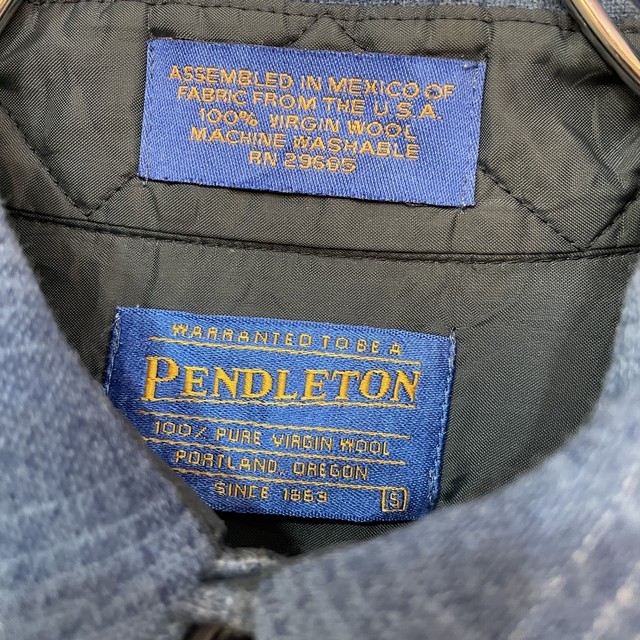 ASSEMBLED IN MEXICO OF
FABRIC FROM THE U.S.A.
100% VIRGIN WOOL
MACHINE WASHABLE
RN 29685
WARRANTED TO BE A
PENDLETON
100% PURE VIRGIN WOOL
PORTLAND, OREGON
SINCE 1863 S